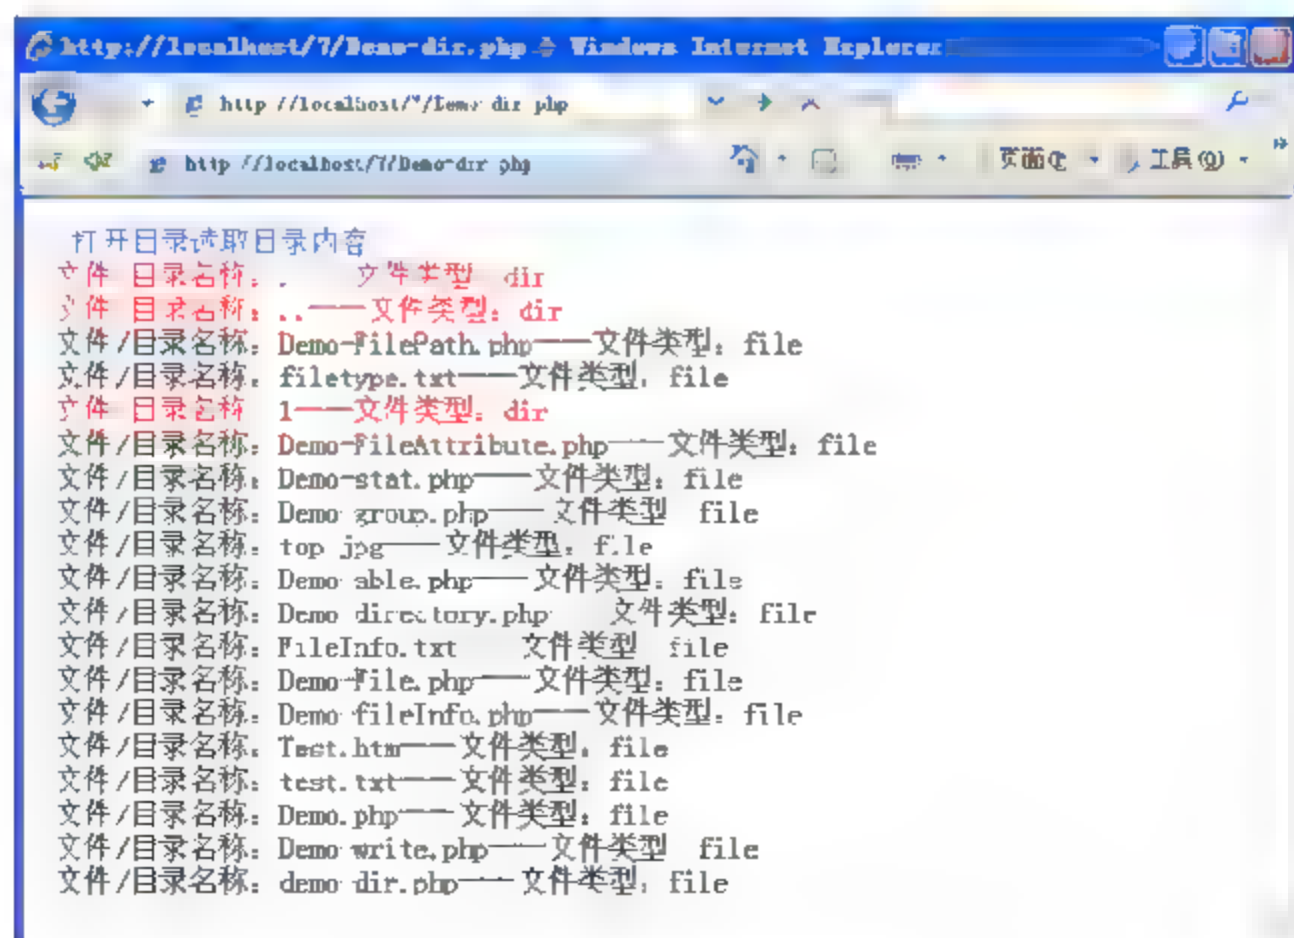 http://localhost/7/Demo-dir.php - Windows Internet Explorer
http://localhost/7/Demo-dir.php
http://localhost/7/Demo-dir.php 页面 工具(O)
打开目录读取目录内容
文件/目录名称：.——文件类型：dir
文件/目录名称：..——文件类型：dir
文件/目录名称：Demo-FilePath.php——文件类型：file
文件/目录名称：filetype.txt——文件类型：file
文件/目录名称：1——文件类型：dir
文件/目录名称：Demo-FileAttribute.php——文件类型：file
文件/目录名称：Demo-stat.php——文件类型：file
文件/目录名称：Demo-group.php——文件类型：file
文件/目录名称：top.jpg——文件类型：file
文件/目录名称：Demo-able.php——文件类型：file
文件/目录名称：Demo-directory.php——文件类型：file
文件/目录名称：FileInfo.txt——文件类型：file
文件/目录名称：Demo-File.php——文件类型：file
文件/目录名称：Demo-fileInfo.php——文件类型：file
文件/目录名称：Test.htm——文件类型：file
文件/目录名称：test.txt——文件类型：file
文件/目录名称：Demo.php——文件类型：file
文件/目录名称：Demo-write.php——文件类型：file
文件/目录名称：demo-dir.php——文件类型：file